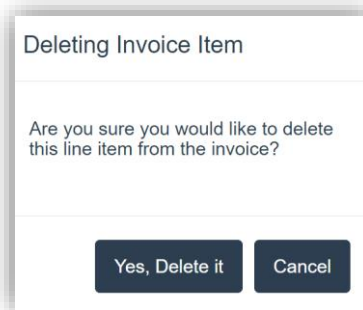 Deleting Invoice Item
Are you sure you would like to delete
this line item from the invoice?
Yes, Delete it
Cancel